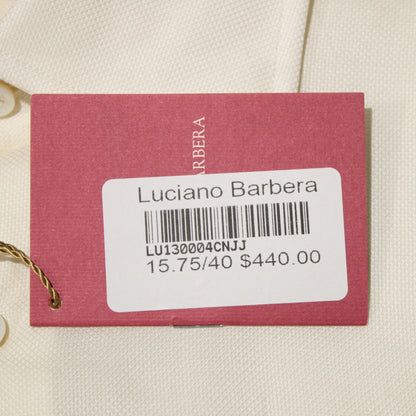 BARBERA
Luciano Barbera
LU130004CNJJ
15.75/40 $440.00